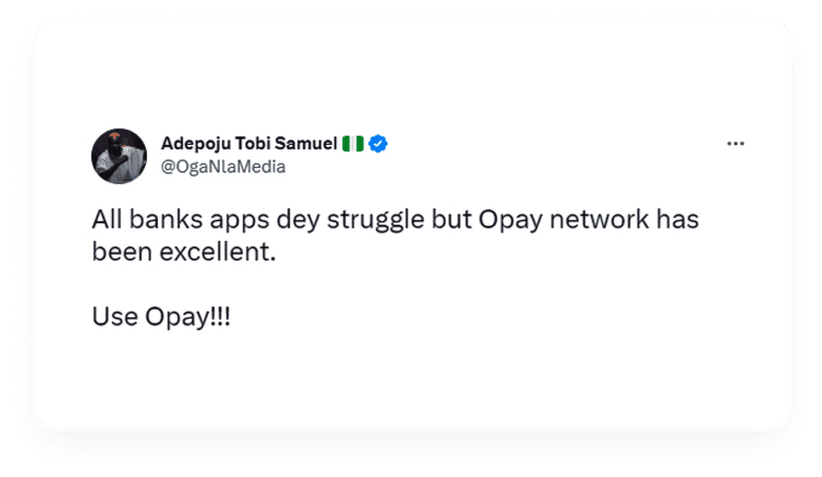 Adepoju Tobi Samuel 🇳🇬
@OgaNlaMedia
All banks apps dey struggle but Opay network has
been excellent.
Use Opay!!!